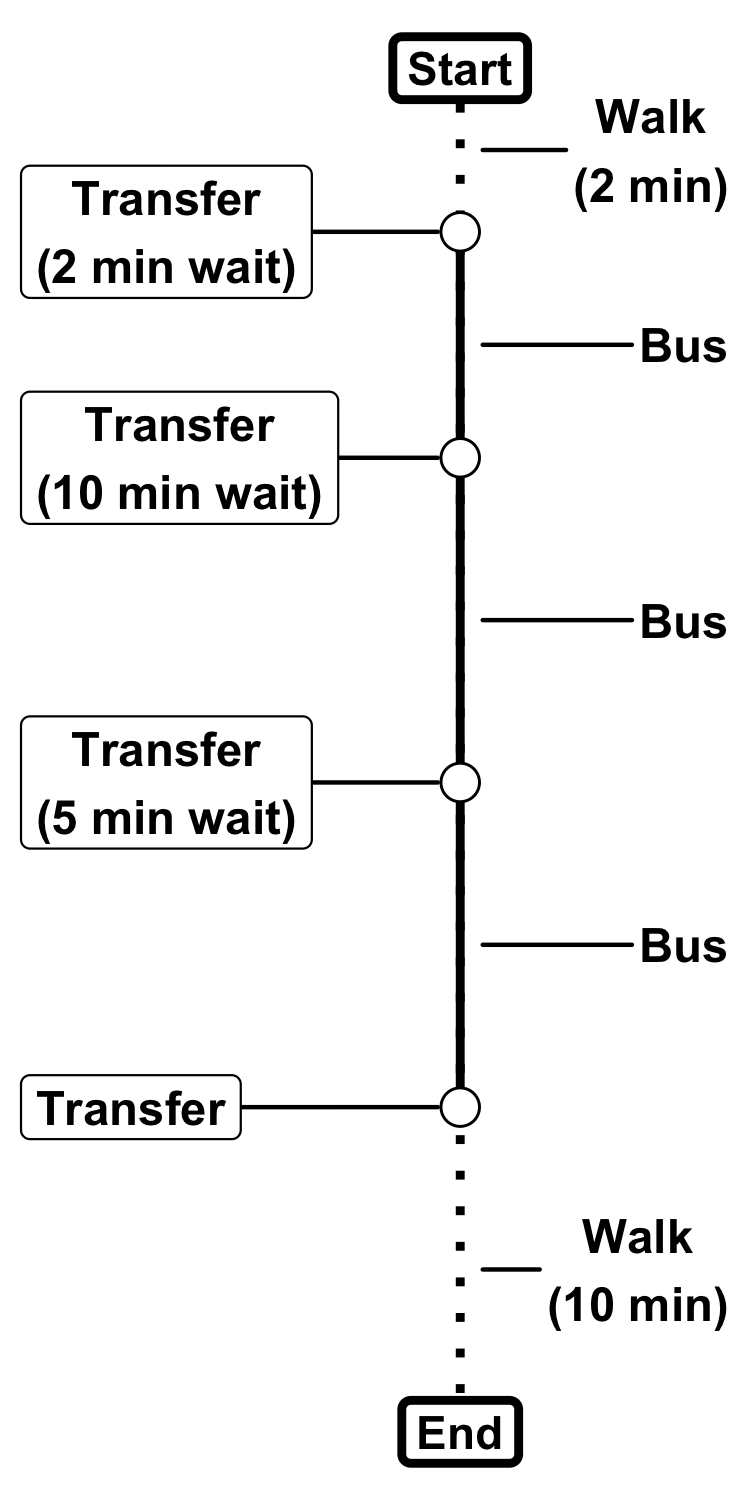 Start
Walk
(2 min)
Transfer
(2 min wait)
Bus
Transfer
(10 min wait)
Bus
Transfer
(5 min wait)
Bus
Transfer
Walk
(10 min)
End